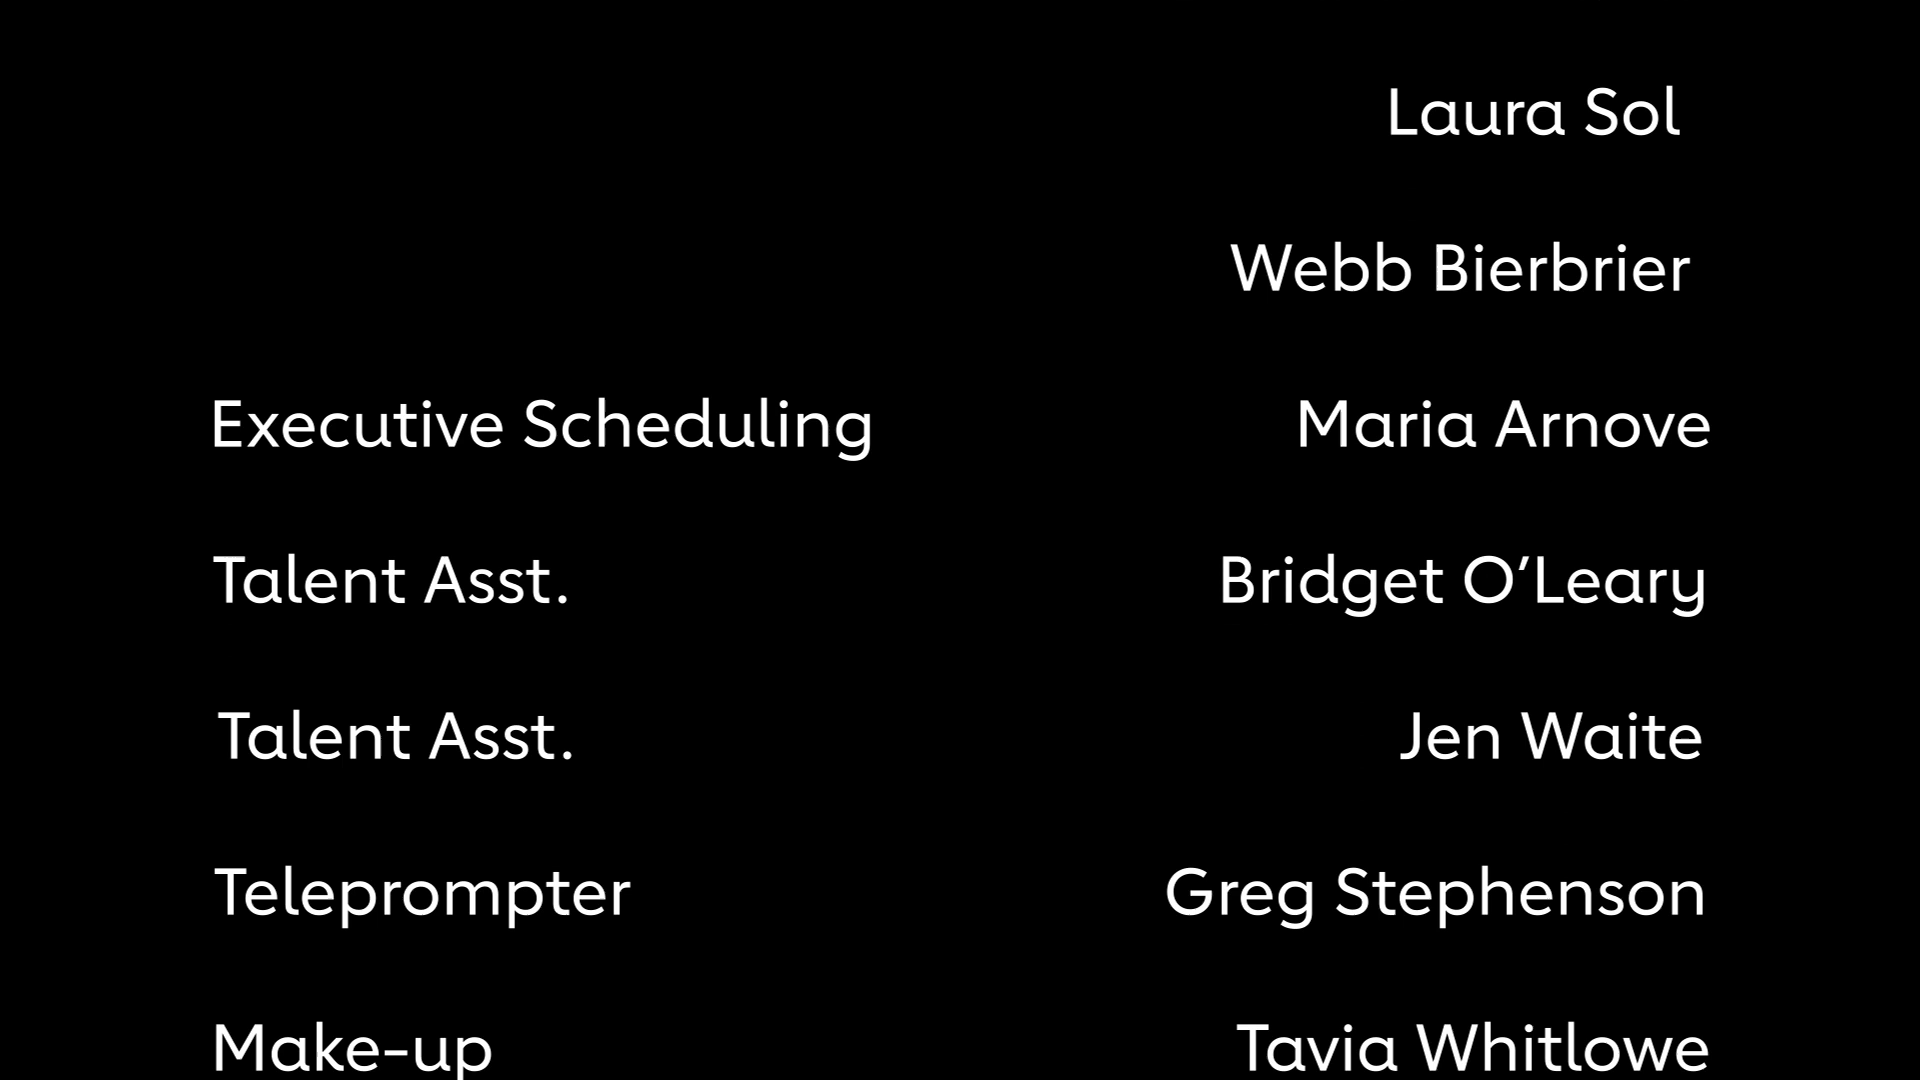 Laura Sol
Webb Bierbrier
Executive Scheduling Maria Arnove
Talent Asst. Bridget O’Leary
Talent Asst. Jen Waite
Teleprompter Greg Stephenson
Make-up Tavia Whitlowe